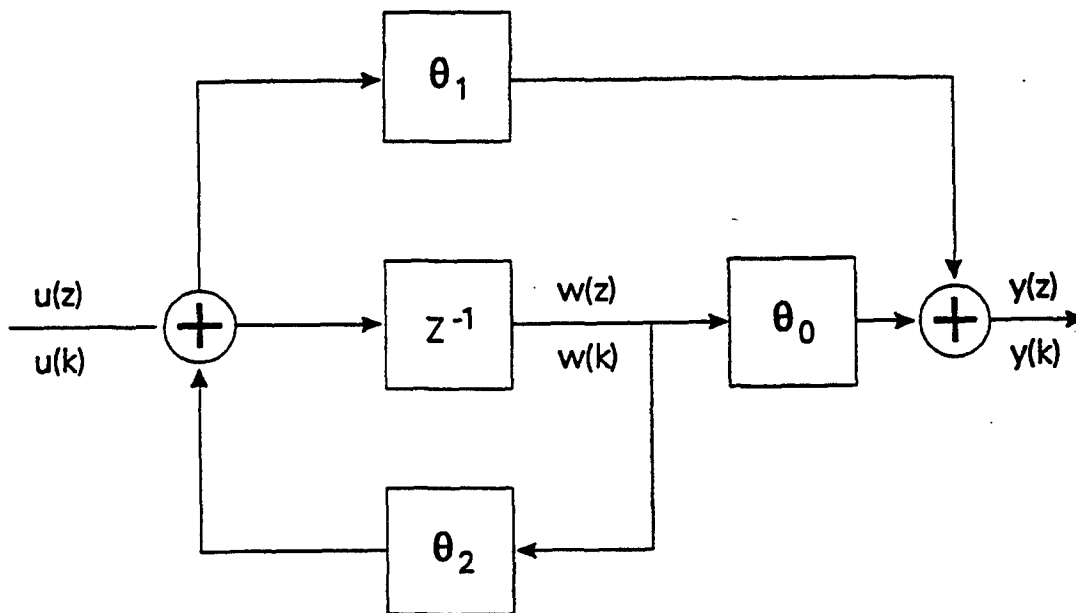 θ₁
u(z)
u(k)
+
z⁻¹
w(z)
w(k)
θ₀
+
y(z)
y(k)
θ₂